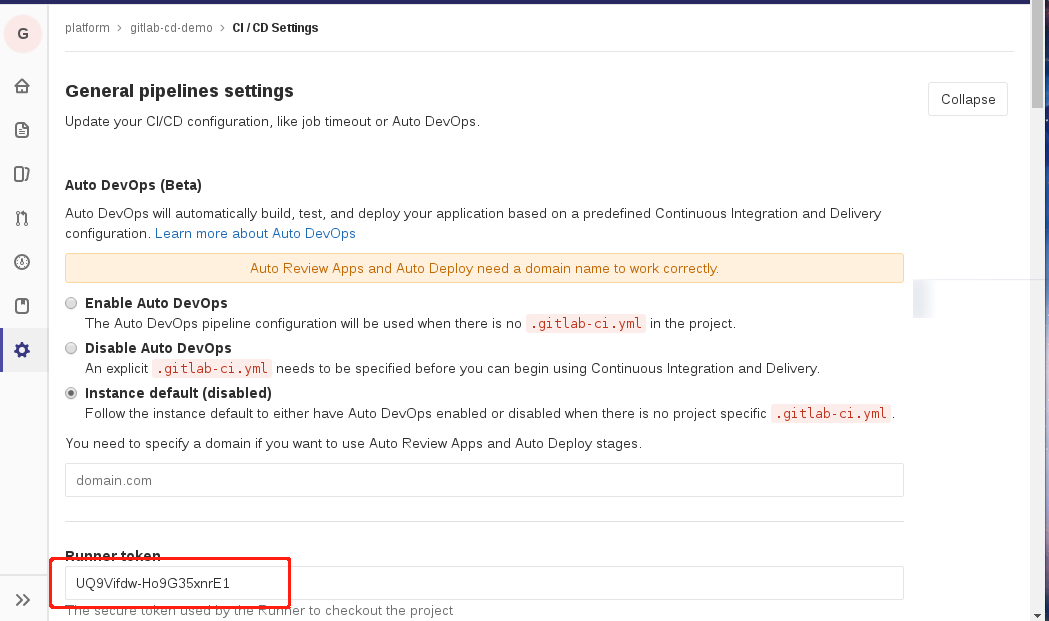 G
platform > gitlab-cd-demo > CI / CD Settings
General pipelines settings
Collapse
Update your CI/CD configuration, like job timeout or Auto DevOps.
Auto DevOps (Beta)
Auto DevOps will automatically build, test, and deploy your application based on a predefined Continuous Integration and Delivery
configuration. Learn more about Auto DevOps
Auto Review Apps and Auto Deploy need a domain name to work correctly.
Enable Auto DevOps
The Auto DevOps pipeline configuration will be used when there is no .gitlab-ci.yml in the project.
Disable Auto DevOps
An explicit .gitlab-ci.yml needs to be specified before you can begin using Continuous Integration and Delivery.
Instance default (disabled)
Follow the instance default to either have Auto DevOps enabled or disabled when there is no project specific .gitlab-ci.yml.
You need to specify a domain if you want to use Auto Review Apps and Auto Deploy stages.
domain.com
Runner token
UQ9Vifdw-Ho9G35xnrE1
The secure token used by the Runner to checkout the project